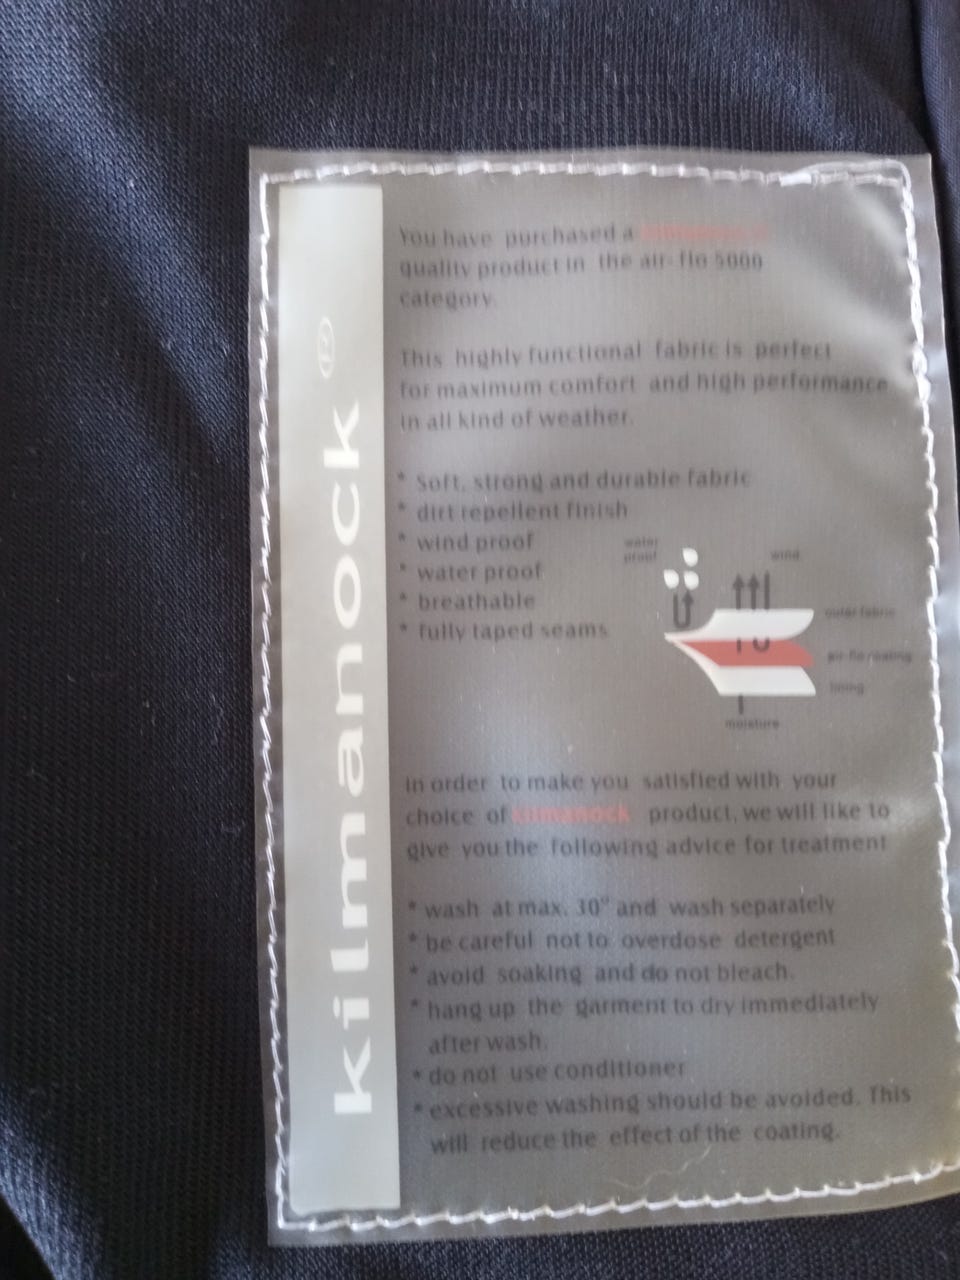 kilmanock ®
You have purchased a kilmanock
quality product in the air-flo 5000
category.
This highly functional fabric is perfect
for maximum comfort and high performance
in all kind of weather.
* Soft, strong and durable fabric
* dirt repellent finish
* wind proof
* water proof
* breathable
* fully taped seams
water
proof
wind
outer fabric
air-flo coating
lining
moisture
In order to make you satisfied with your
choice of kilmanock product, we will like to
give you the following advice for treatment
* wash at max. 30° and wash separately
* be careful not to overdose detergent
* avoid soaking and do not bleach.
* hang up the garment to dry immediately
after wash.
* do not use conditioner
* excessive washing should be avoided. This
will reduce the effect of the coating.